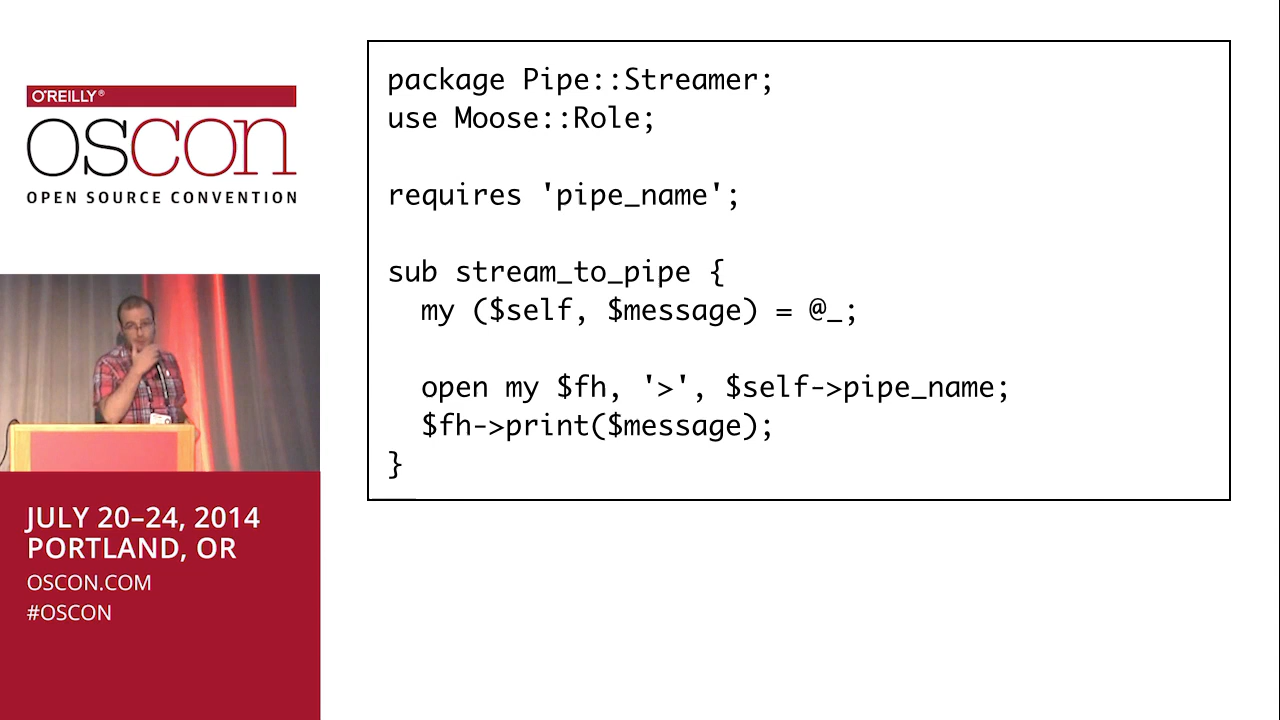 O'REILLY®
OSCON
OPEN SOURCE CONVENTION
JULY 20–24, 2014
PORTLAND, OR
OSCON.COM
#OSCON
package Pipe::Streamer;
use Moose::Role;
requires 'pipe_name';
sub stream_to_pipe {
  my ($self, $message) = @_;
  open my $fh, '>', $self->pipe_name;
  $fh->print($message);
}